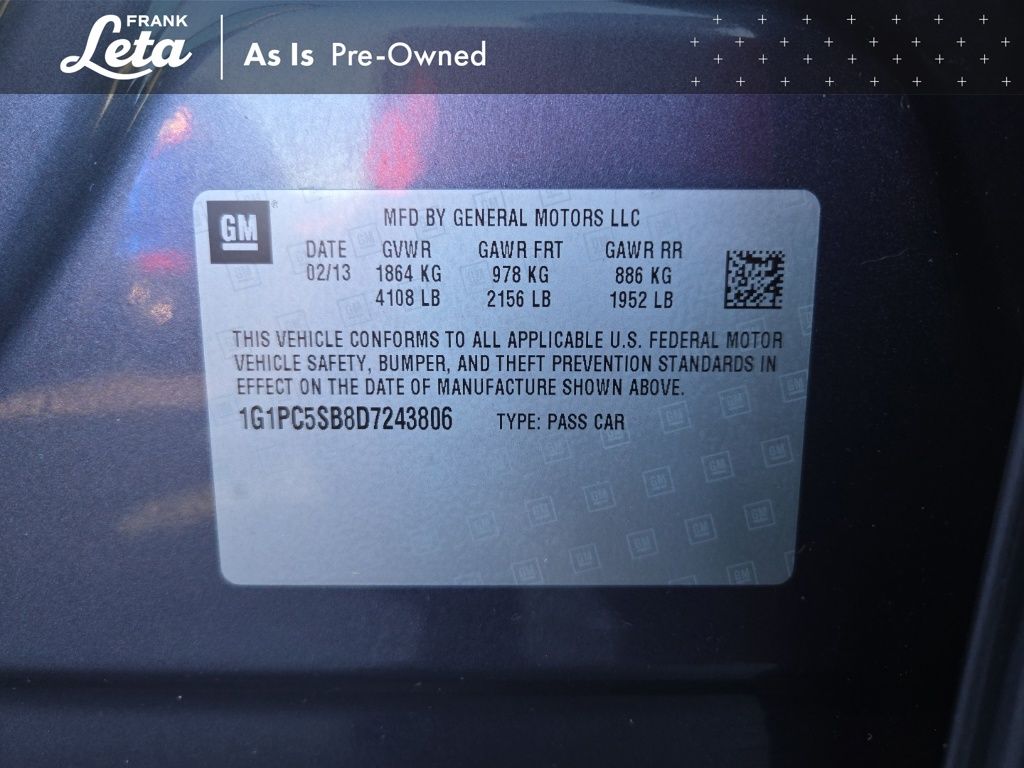 FRANK
Leta
As Is Pre-Owned
GM
MFD BY GENERAL MOTORS LLC
DATE GVWR GAWR FRT GAWR RR
02/13 1864 KG 978 KG 886 KG
4108 LB 2156 LB 1952 LB
THIS VEHICLE CONFORMS TO ALL APPLICABLE U.S. FEDERAL MOTOR
VEHICLE SAFETY, BUMPER, AND THEFT PREVENTION STANDARDS IN
EFFECT ON THE DATE OF MANUFACTURE SHOWN ABOVE.
1G1PC5SB8D7243806 TYPE: PASS CAR